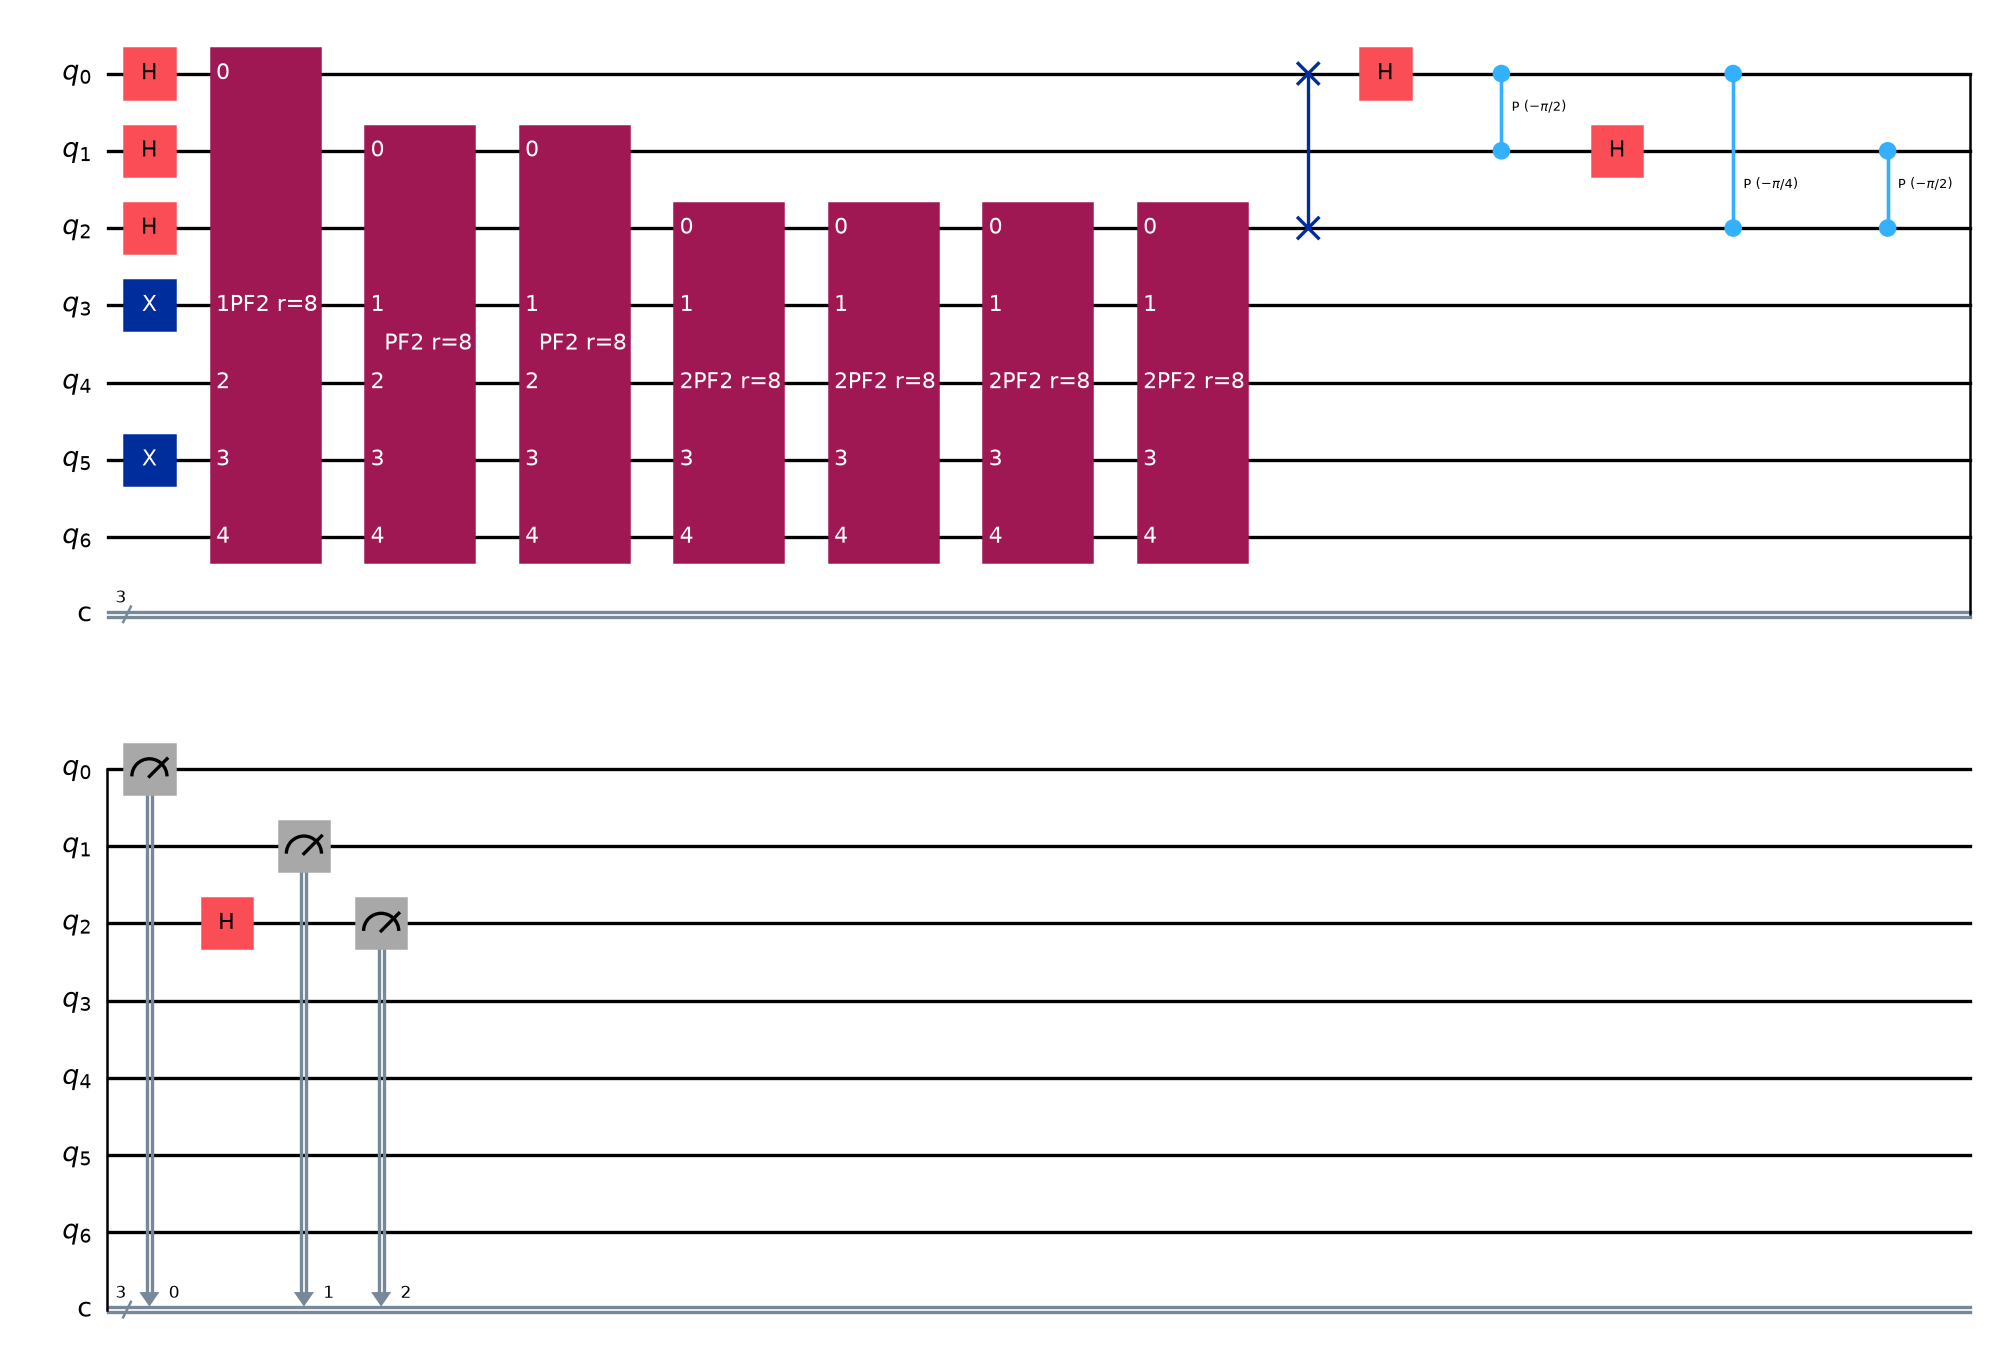 q0 H 0 H
P (−π/2)
q1 H 0 0 H
P (−π/4) P (−π/2)
q2 H 0 0 0 0
q3 X 1PF2 r=8 1 1 1 1 1 1
PF2 r=8 PF2 r=8
q4 2 2 2 2PF2 r=8 2PF2 r=8 2PF2 r=8 2PF2 r=8
q5 X 3 3 3 3 3 3 3
q6 4 4 4 4 4 4 4
3
c
q0
q1
q2 H
q3
q4
q5
q6
3 0 1 2
c